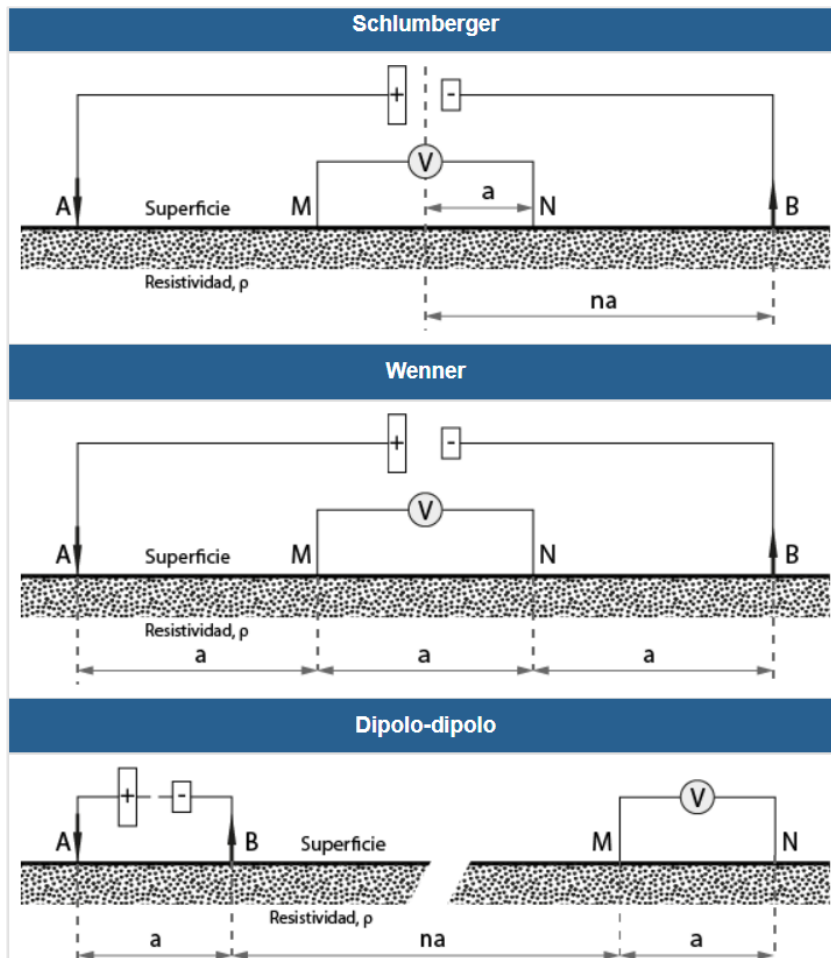 Schlumberger
+ -
V
A Superficie M a N B
Resistividad, ρ
na
Wenner
+ -
V
A Superficie M N B
Resistividad, ρ
a a a
Dipolo-dipolo
+ - V
A B Superficie M N
Resistividad, ρ
a na a